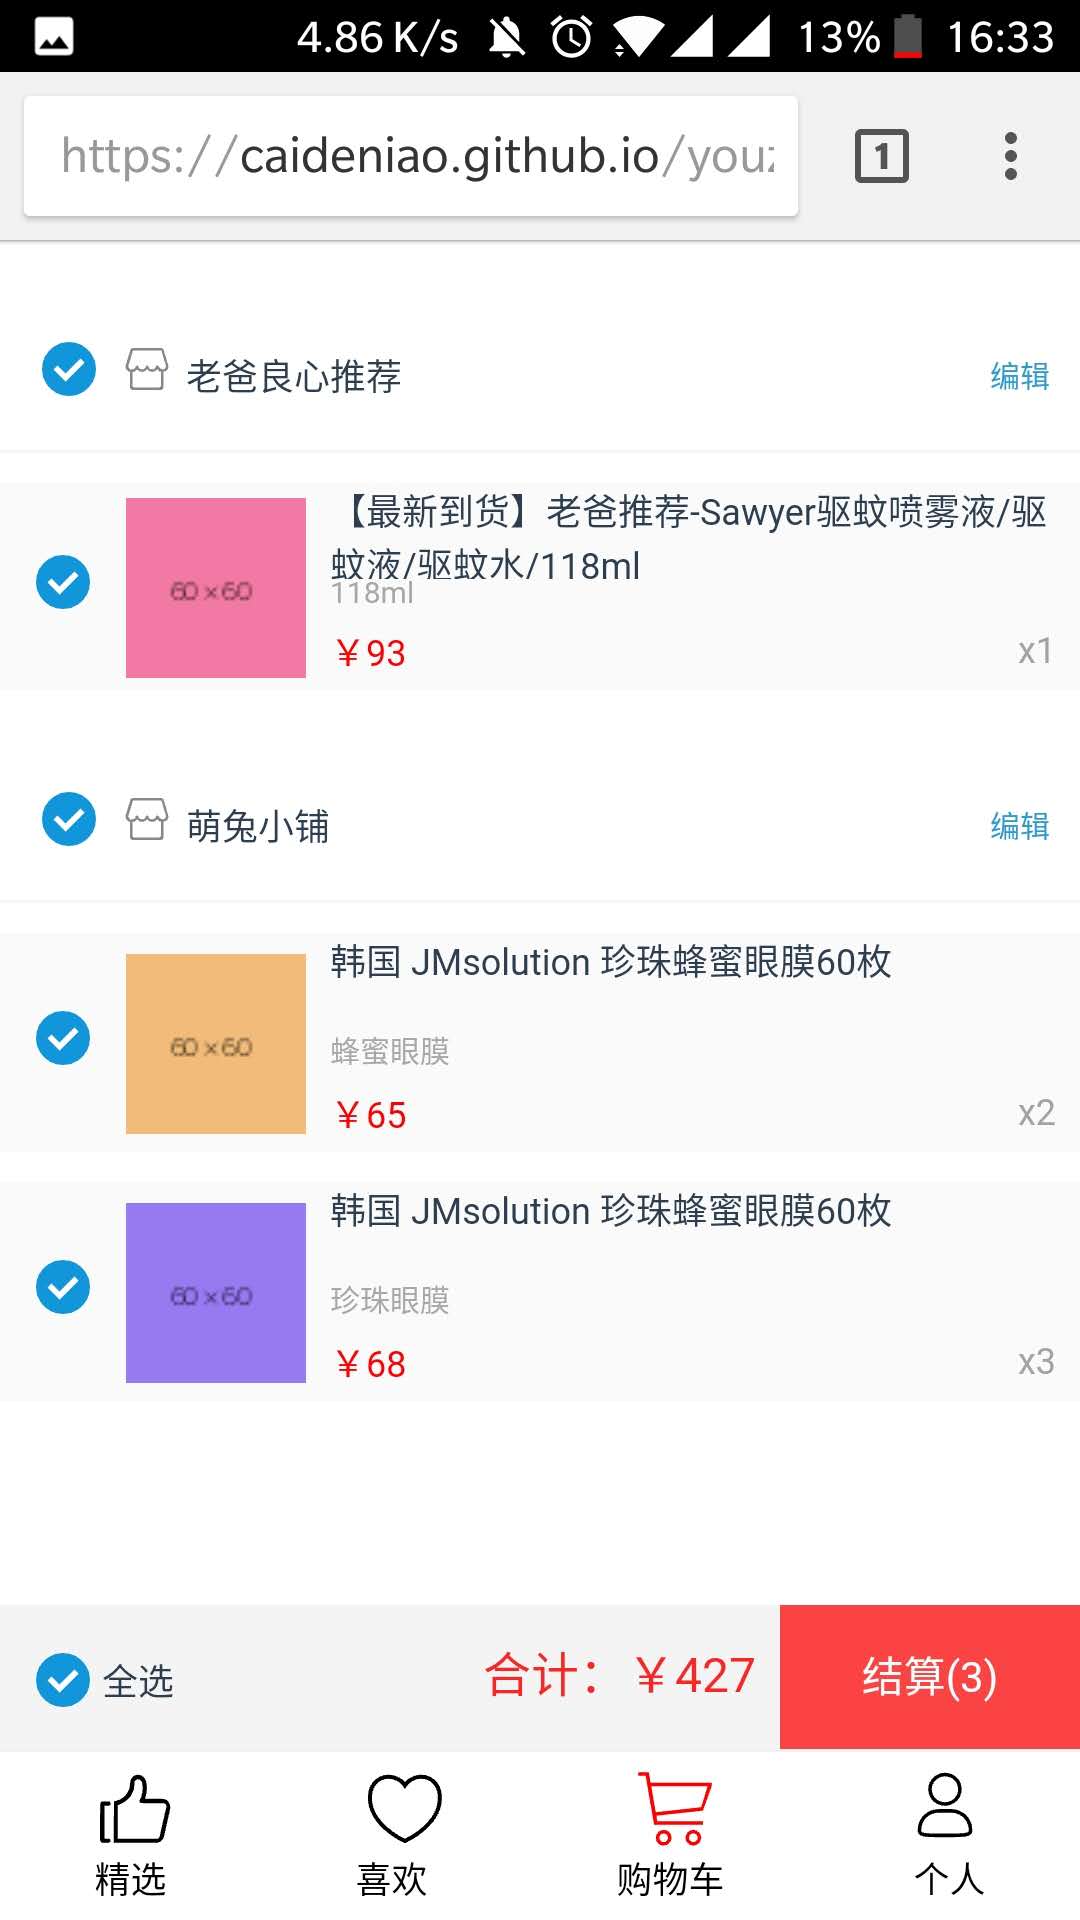 4.86 K/s 13% 16:33
https://caideniao.github.io/youz
1
老爸良心推荐
编辑
【最新到货】老爸推荐-Sawyer驱蚊喷雾液/驱
蚊液/驱蚊水/118ml
60×60
118ml
￥93
x1
萌兔小铺
编辑
韩国 JMsolution 珍珠蜂蜜眼膜60枚
60×60
蜂蜜眼膜
￥65
x2
韩国 JMsolution 珍珠蜂蜜眼膜60枚
60×60
珍珠眼膜
￥68
x3
全选
合计：￥427
结算(3)
精选
喜欢
购物车
个人